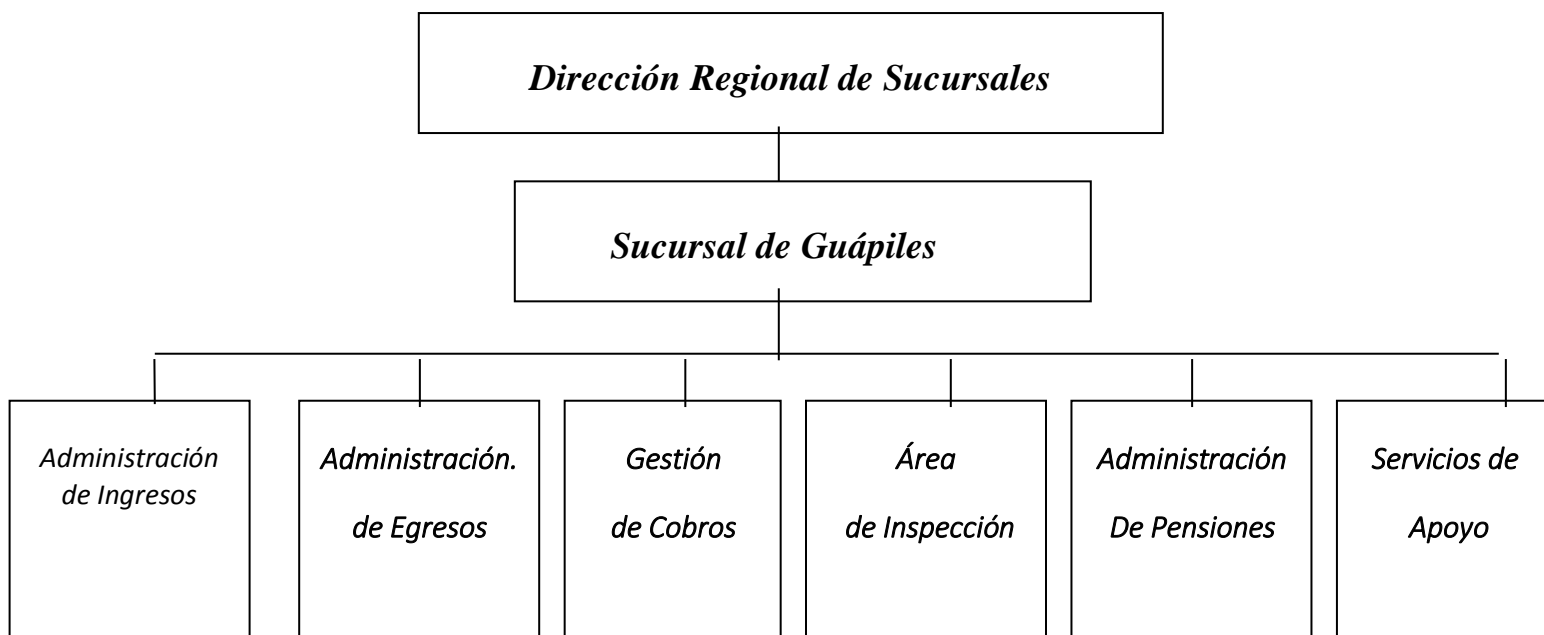 Dirección Regional de Sucursales
Sucursal de Guápiles
Administración
de Ingresos
Administración.
de Egresos
Gestión
de Cobros
Área
de Inspección
Administración
De Pensiones
Servicios de
Apoyo